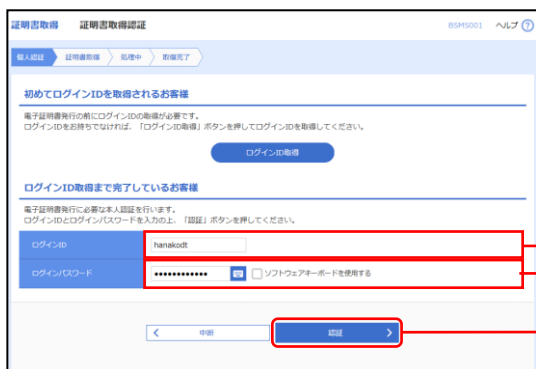 証明書取得 証明書取得認証 BSMS001 ヘルプ ?
個人認証 証明書取得 処理中 取得完了
初めてログインIDを取得されるお客様
電子証明書発行の前にログインIDの取得が必要です。
ログインIDをお持ちでなければ、「ログインID取得」ボタンを押してログインIDを取得してください。
ログインID取得
ログインID取得まで完了しているお客様
電子証明書発行に必要な本人認証を行います。
ログインIDとログインパスワードを入力の上、「認証」ボタンを押してください。
ログインID hanakodt
ログインパスワード •••••••••••• ソフトウェアキーボードを使用する
中断 認証